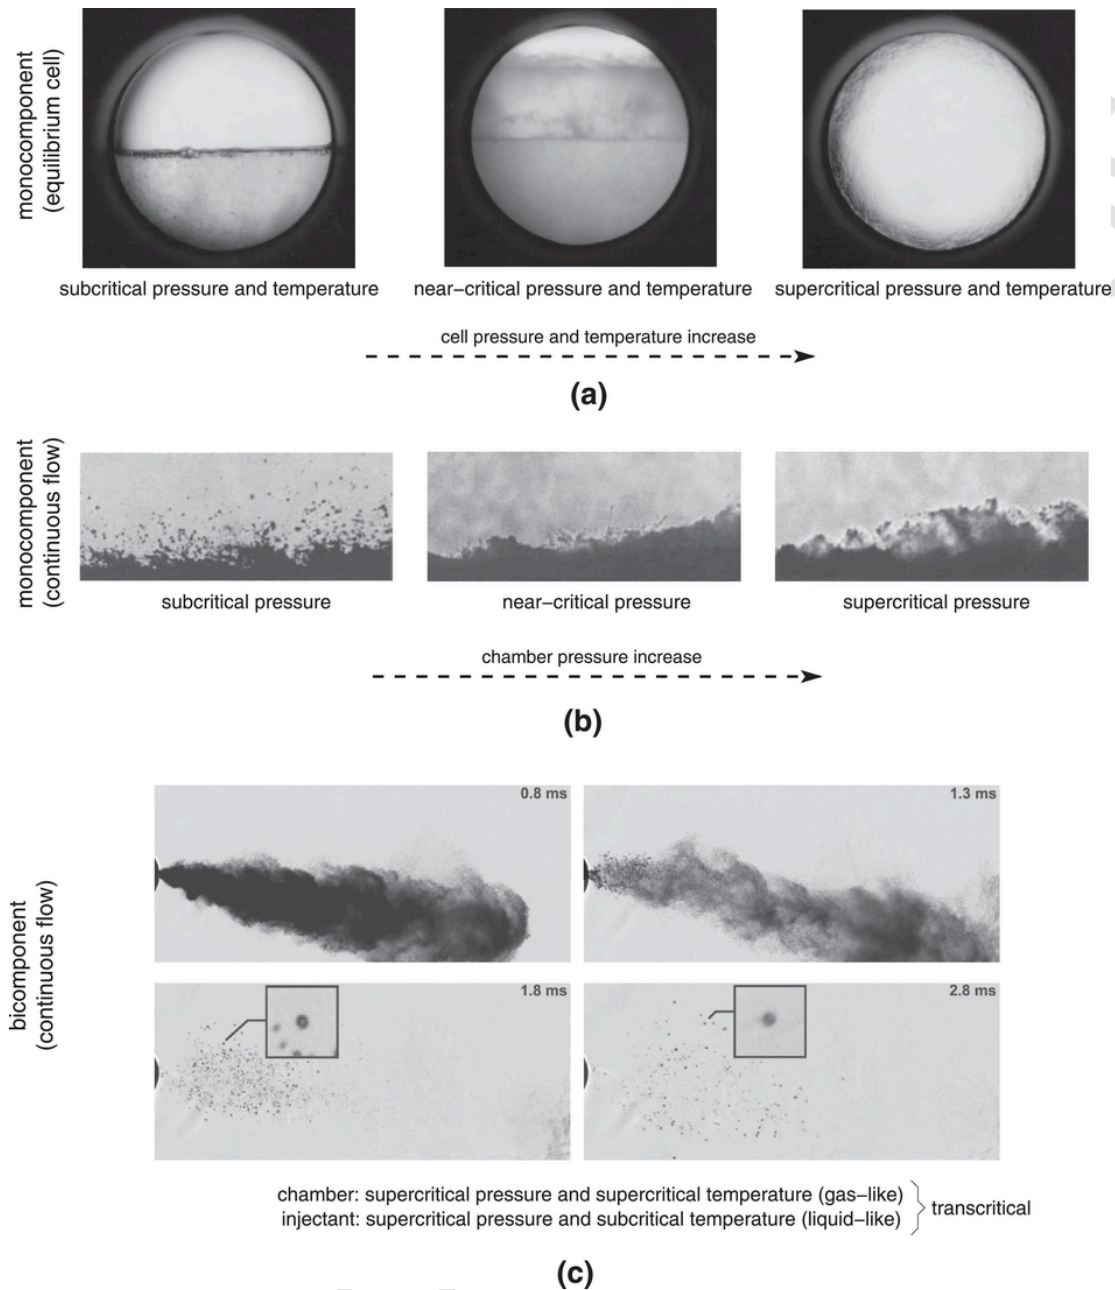 monocomponent
(equilibrium cell)
subcritical pressure and temperature
near−critical pressure and temperature
supercritical pressure and temperature
cell pressure and temperature increase
(a)
monocomponent
(continuous flow)
subcritical pressure
near−critical pressure
supercritical pressure
chamber pressure increase
(b)
bicomponent
(continuous flow)
0.8 ms
1.3 ms
1.8 ms
2.8 ms
chamber: supercritical pressure and supercritical temperature (gas−like)
injectant: supercritical pressure and subcritical temperature (liquid−like)
transcritical
(c)